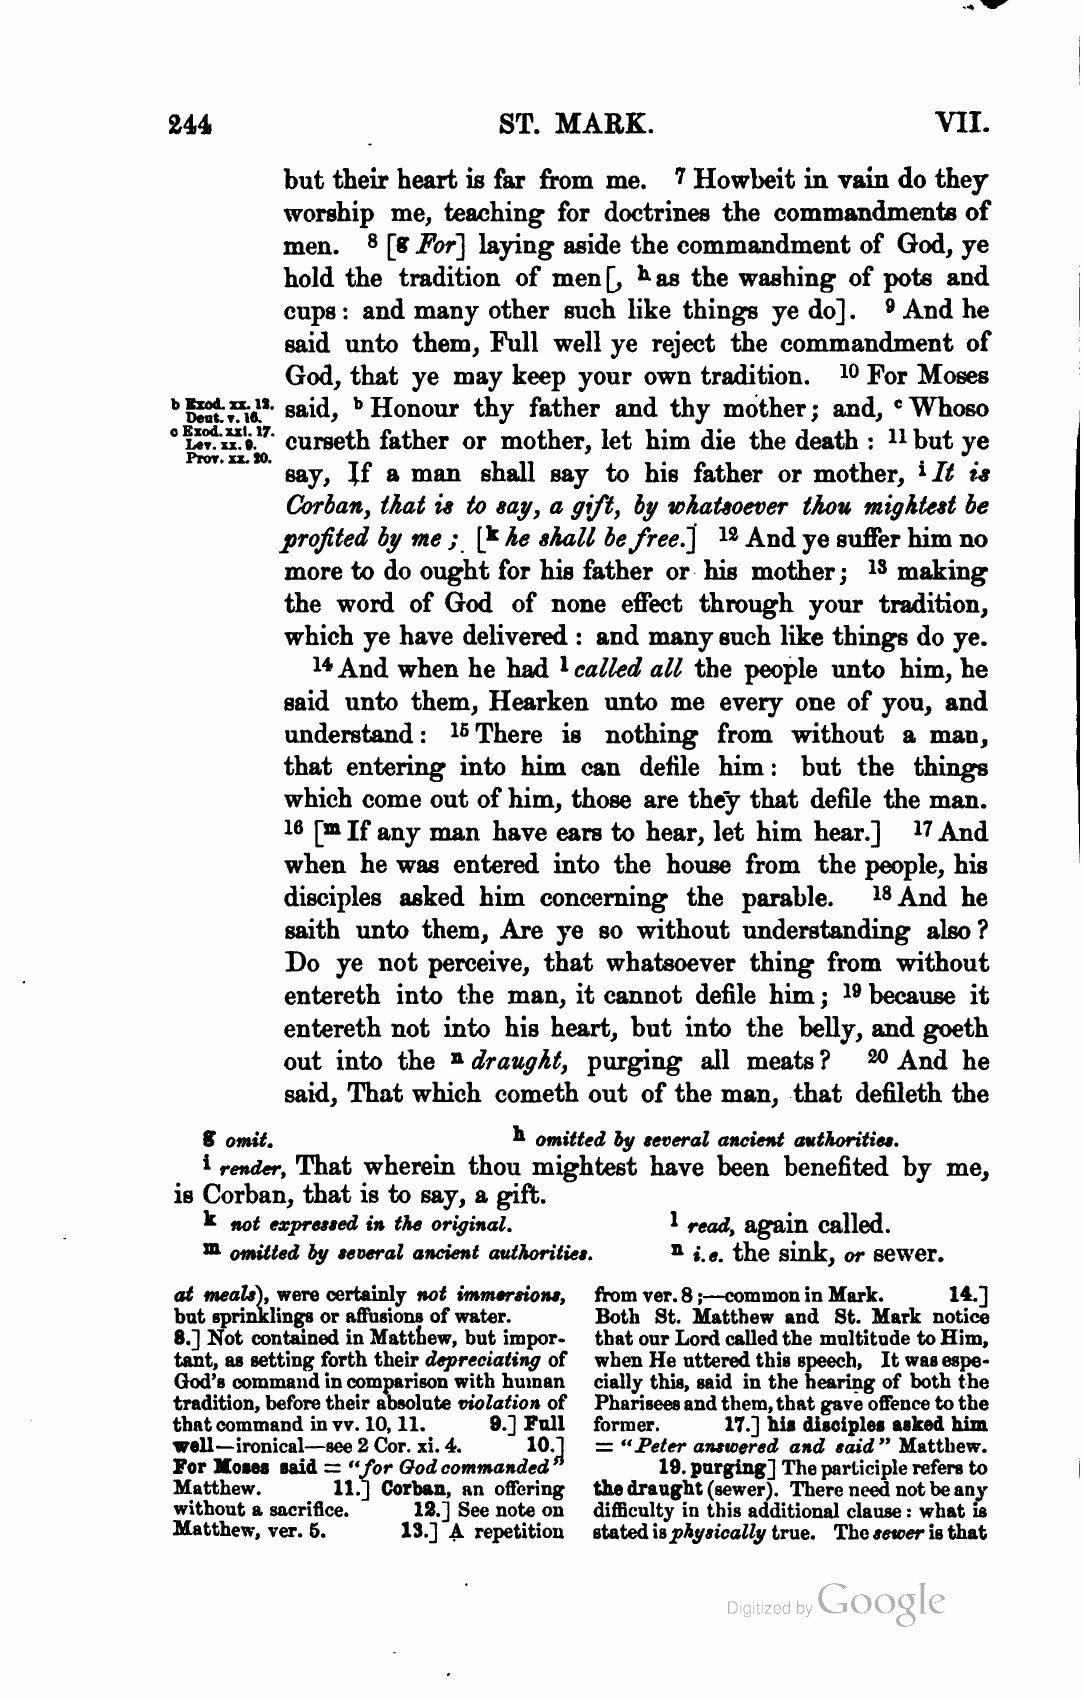 244 ST. MARK. VII.
but their heart is far from me. 7 Howbeit in vain do they
worship me, teaching for doctrines the commandments of
men. 8 [g For] laying aside the commandment of God, ye
hold the tradition of men[, h as the washing of pots and
cups : and many other such like things ye do]. 9 And he
said unto them, Full well ye reject the commandment of
God, that ye may keep your own tradition. 10 For Moses
said, b Honour thy father and thy mother; and, c Whoso
curseth father or mother, let him die the death : 11 but ye
say, If a man shall say to his father or mother, i It is
Corban, that is to say, a gift, by whatsoever thou mightest be
profited by me ; [k he shall be free.] 12 And ye suffer him no
more to do ought for his father or his mother; 13 making
the word of God of none effect through your tradition,
which ye have delivered : and many such like things do ye.
14 And when he had l called all the people unto him, he
said unto them, Hearken unto me every one of you, and
understand : 15 There is nothing from without a man,
that entering into him can defile him : but the things
which come out of him, those are they that defile the man.
16 [m If any man have ears to hear, let him hear.] 17 And
when he was entered into the house from the people, his
disciples asked him concerning the parable. 18 And he
saith unto them, Are ye so without understanding also ?
Do ye not perceive, that whatsoever thing from without
entereth into the man, it cannot defile him ; 19 because it
entereth not into his heart, but into the belly, and goeth
out into the n draught, purging all meats ? 20 And he
said, That which cometh out of the man, that defileth the
b Exod. xx. 12.
Deut. v. 16.
c Exod. xxi. 17.
Lev. xx. 9.
Prov. xx. 20.
g omit. h omitted by several ancient authorities.
i render, That wherein thou mightest have been benefited by me,
is Corban, that is to say, a gift.
k not expressed in the original. l read, again called.
m omitted by several ancient authorities. n i.e. the sink, or sewer.
at meals), were certainly not immersions,
but sprinklings or affusions of water.
8.] Not contained in Matthew, but impor-
tant, as setting forth their depreciating of
God's command in comparison with human
tradition, before their absolute violation of
that command in vv. 10, 11. 9.] Full
well—ironical—see 2 Cor. xi. 4. 10.]
For Moses said = "for God commanded"
Matthew. 11.] Corban, an offering
without a sacrifice. 12.] See note on
Matthew, ver. 5. 13.] A repetition
from ver. 8 ;—common in Mark. 14.]
Both St. Matthew and St. Mark notice
that our Lord called the multitude to Him,
when He uttered this speech, It was espe-
cially this, said in the hearing of both the
Pharisees and them, that gave offence to the
former. 17.] his disciples asked him
= "Peter answered and said" Matthew.
19. purging] The participle refers to
the draught (sewer). There need not be any
difficulty in this additional clause : what is
stated is physically true. The sewer is that
Digitized by Google